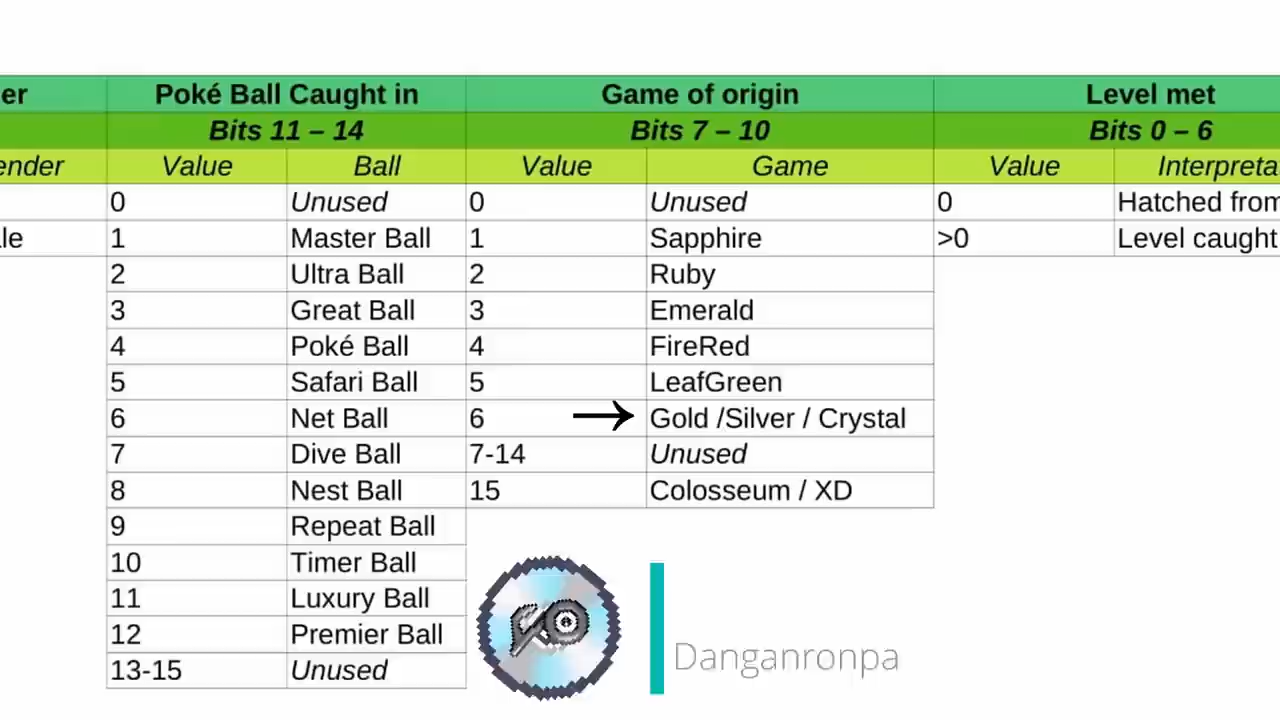 er Poké Ball Caught in Game of origin Level met
Bits 11 – 14 Bits 7 – 10 Bits 0 – 6
ender Value Ball Value Game Value Interpreta
0 Unused 0 Unused 0 Hatched from
le 1 Master Ball 1 Sapphire >0 Level caught
2 Ultra Ball 2 Ruby
3 Great Ball 3 Emerald
4 Poké Ball 4 FireRed
5 Safari Ball 5 LeafGreen
6 Net Ball 6 → Gold /Silver / Crystal
7 Dive Ball 7-14 Unused
8 Nest Ball 15 Colosseum / XD
9 Repeat Ball
10 Timer Ball
11 Luxury Ball
12 Premier Ball
13-15 Unused
Danganronpa